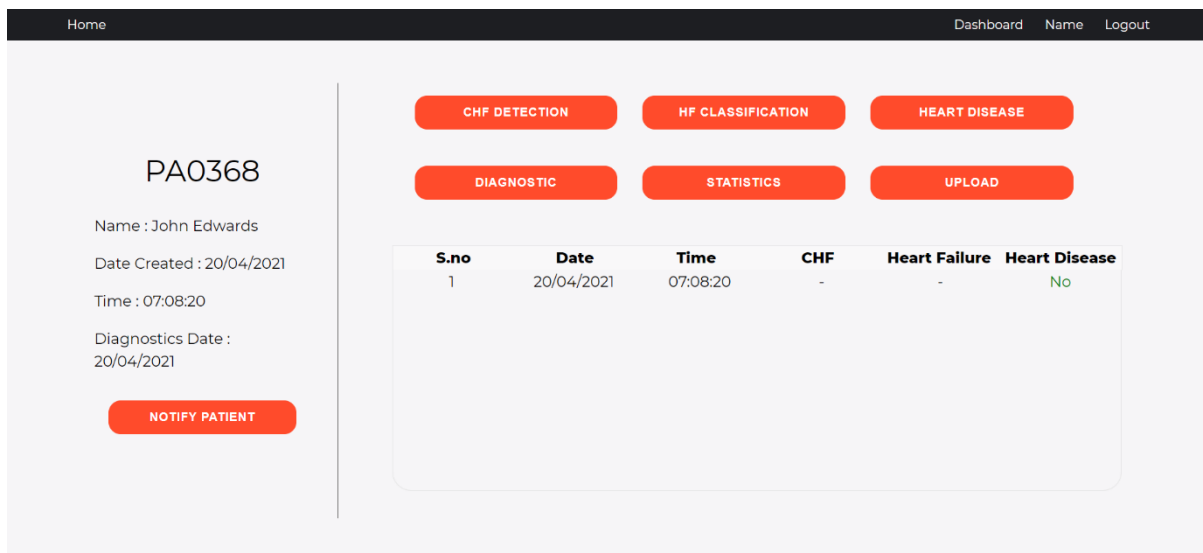 Home Dashboard Name Logout
CHF DETECTION HF CLASSIFICATION HEART DISEASE
PA0368
DIAGNOSTIC STATISTICS UPLOAD
Name : John Edwards
Date Created : 20/04/2021
Time : 07:08:20
Diagnostics Date :
20/04/2021
NOTIFY PATIENT
S.no Date Time CHF Heart Failure Heart Disease
1 20/04/2021 07:08:20 - - No